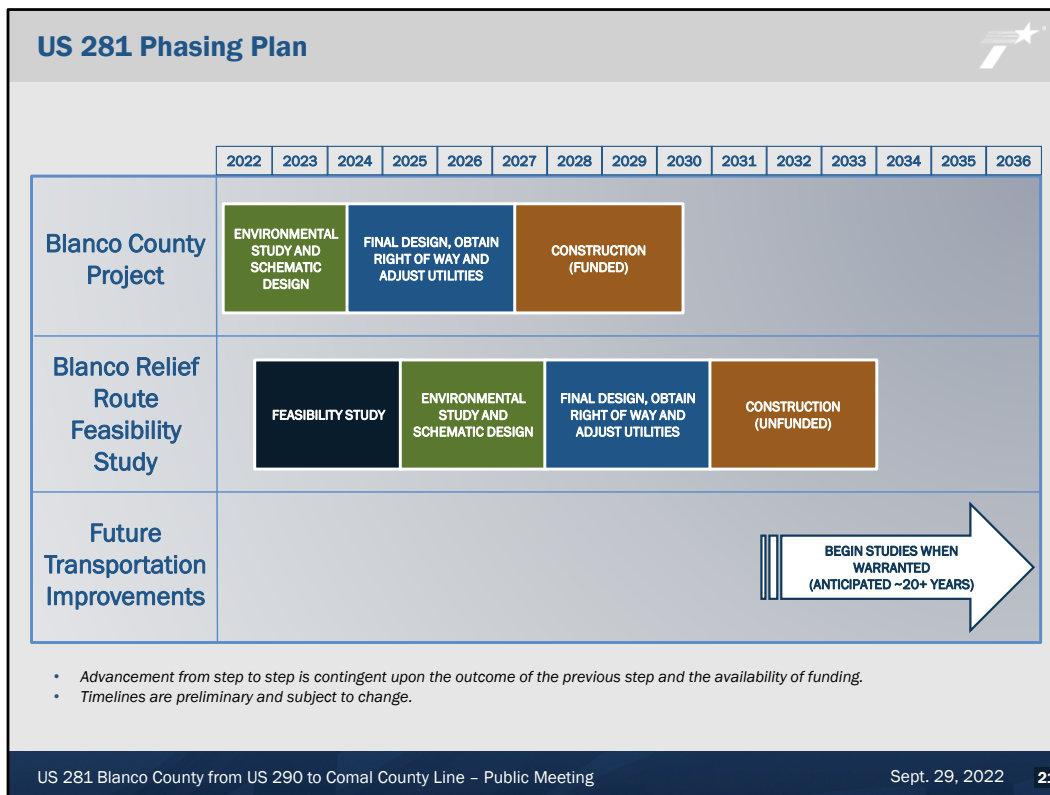 US 281 Phasing Plan
2022 2023 2024 2025 2026 2027 2028 2029 2030 2031 2032 2033 2034 2035 2036
Blanco County
Project
ENVIRONMENTAL
STUDY AND
SCHEMATIC
DESIGN
FINAL DESIGN, OBTAIN
RIGHT OF WAY AND
ADJUST UTILITIES
CONSTRUCTION
(FUNDED)
Blanco Relief
Route
Feasibility
Study
FEASIBILITY STUDY
ENVIRONMENTAL
STUDY AND
SCHEMATIC DESIGN
FINAL DESIGN, OBTAIN
RIGHT OF WAY AND
ADJUST UTILITIES
CONSTRUCTION
(UNFUNDED)
Future
Transportation
Improvements
BEGIN STUDIES WHEN
WARRANTED
(ANTICIPATED ~20+ YEARS)
• Advancement from step to step is contingent upon the outcome of the previous step and the availability of funding.
• Timelines are preliminary and subject to change.
US 281 Blanco County from US 290 to Comal County Line – Public Meeting Sept. 29, 2022 21